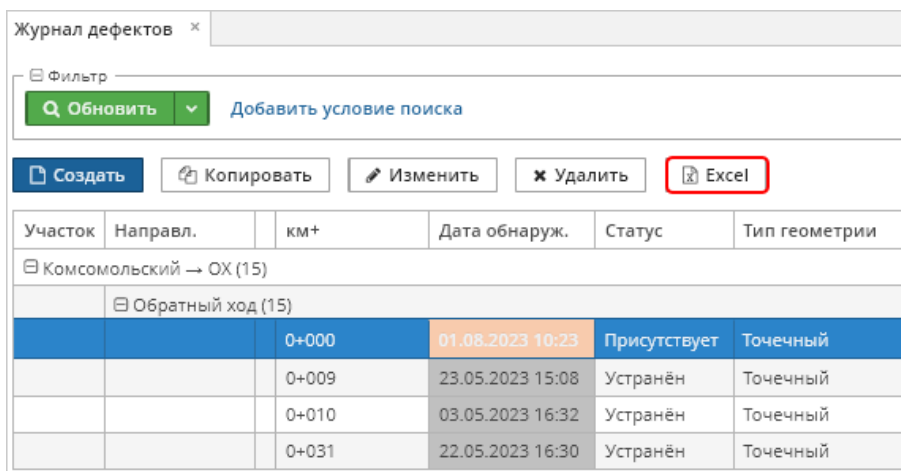 Журнал дефектов ×
Фильтр
Обновить Добавить условие поиска
Создать Копировать Изменить Удалить Excel
Участок Направл. км+ Дата обнаруж. Статус Тип геометрии
Комсомольский → ОХ (15)
Обратный ход (15)
0+000 01.08.2023 10:23 Присутствует Точечный
0+009 23.05.2023 15:08 Устранён Точечный
0+010 03.05.2023 16:32 Устранён Точечный
0+031 22.05.2023 16:30 Устранён Точечный